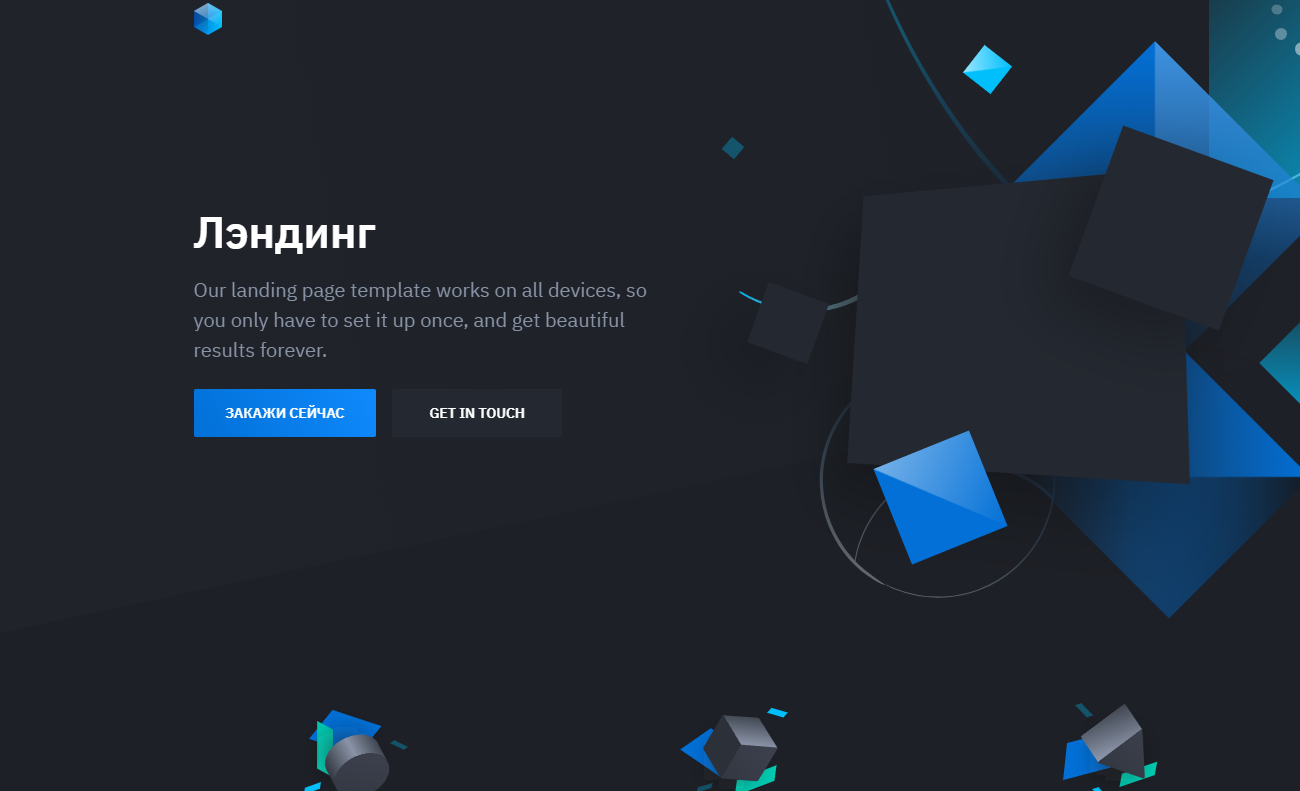 Лэндинг
Our landing page template works on all devices, so
you only have to set it up once, and get beautiful
results forever.
ЗАКАЖИ СЕЙЧАС
GET IN TOUCH